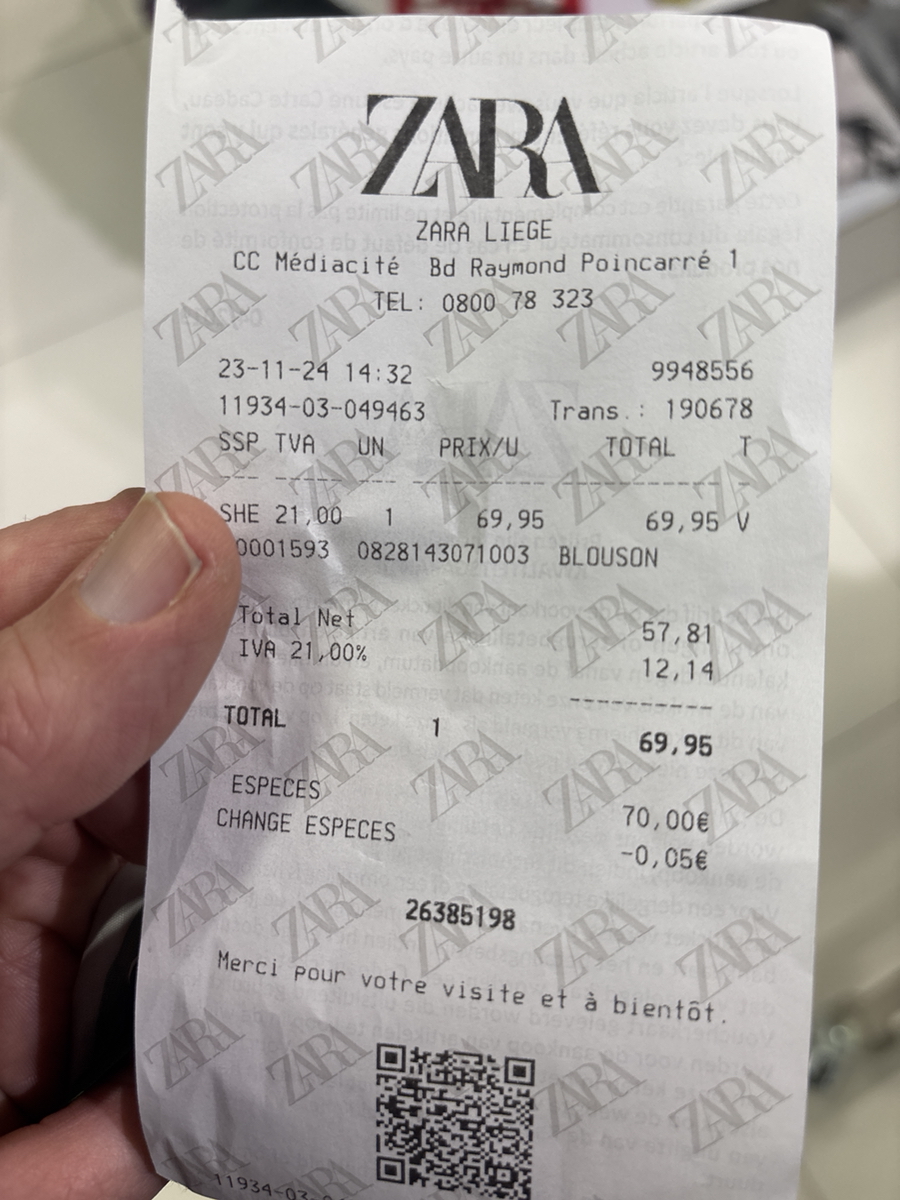 ZARA
ZARA LIEGE
CC Médiacité Bd Raymond Poincarré 1
TEL: 0800 78 323
23-11-24 14:32 9948556
11934-03-049463 Trans.: 190678
SSP TVA UN PRIX/U TOTAL T
SHE 21,00 1 69,95 69,95 V
0001593 0828143071003 BLOUSON
Total Net 57,81
IVA 21,00% 12,14
TOTAL 1 69,95
ESPECES 70,00€
CHANGE ESPECES -0,05€
26385198
Merci pour votre visite et à bientôt.
11934-03-